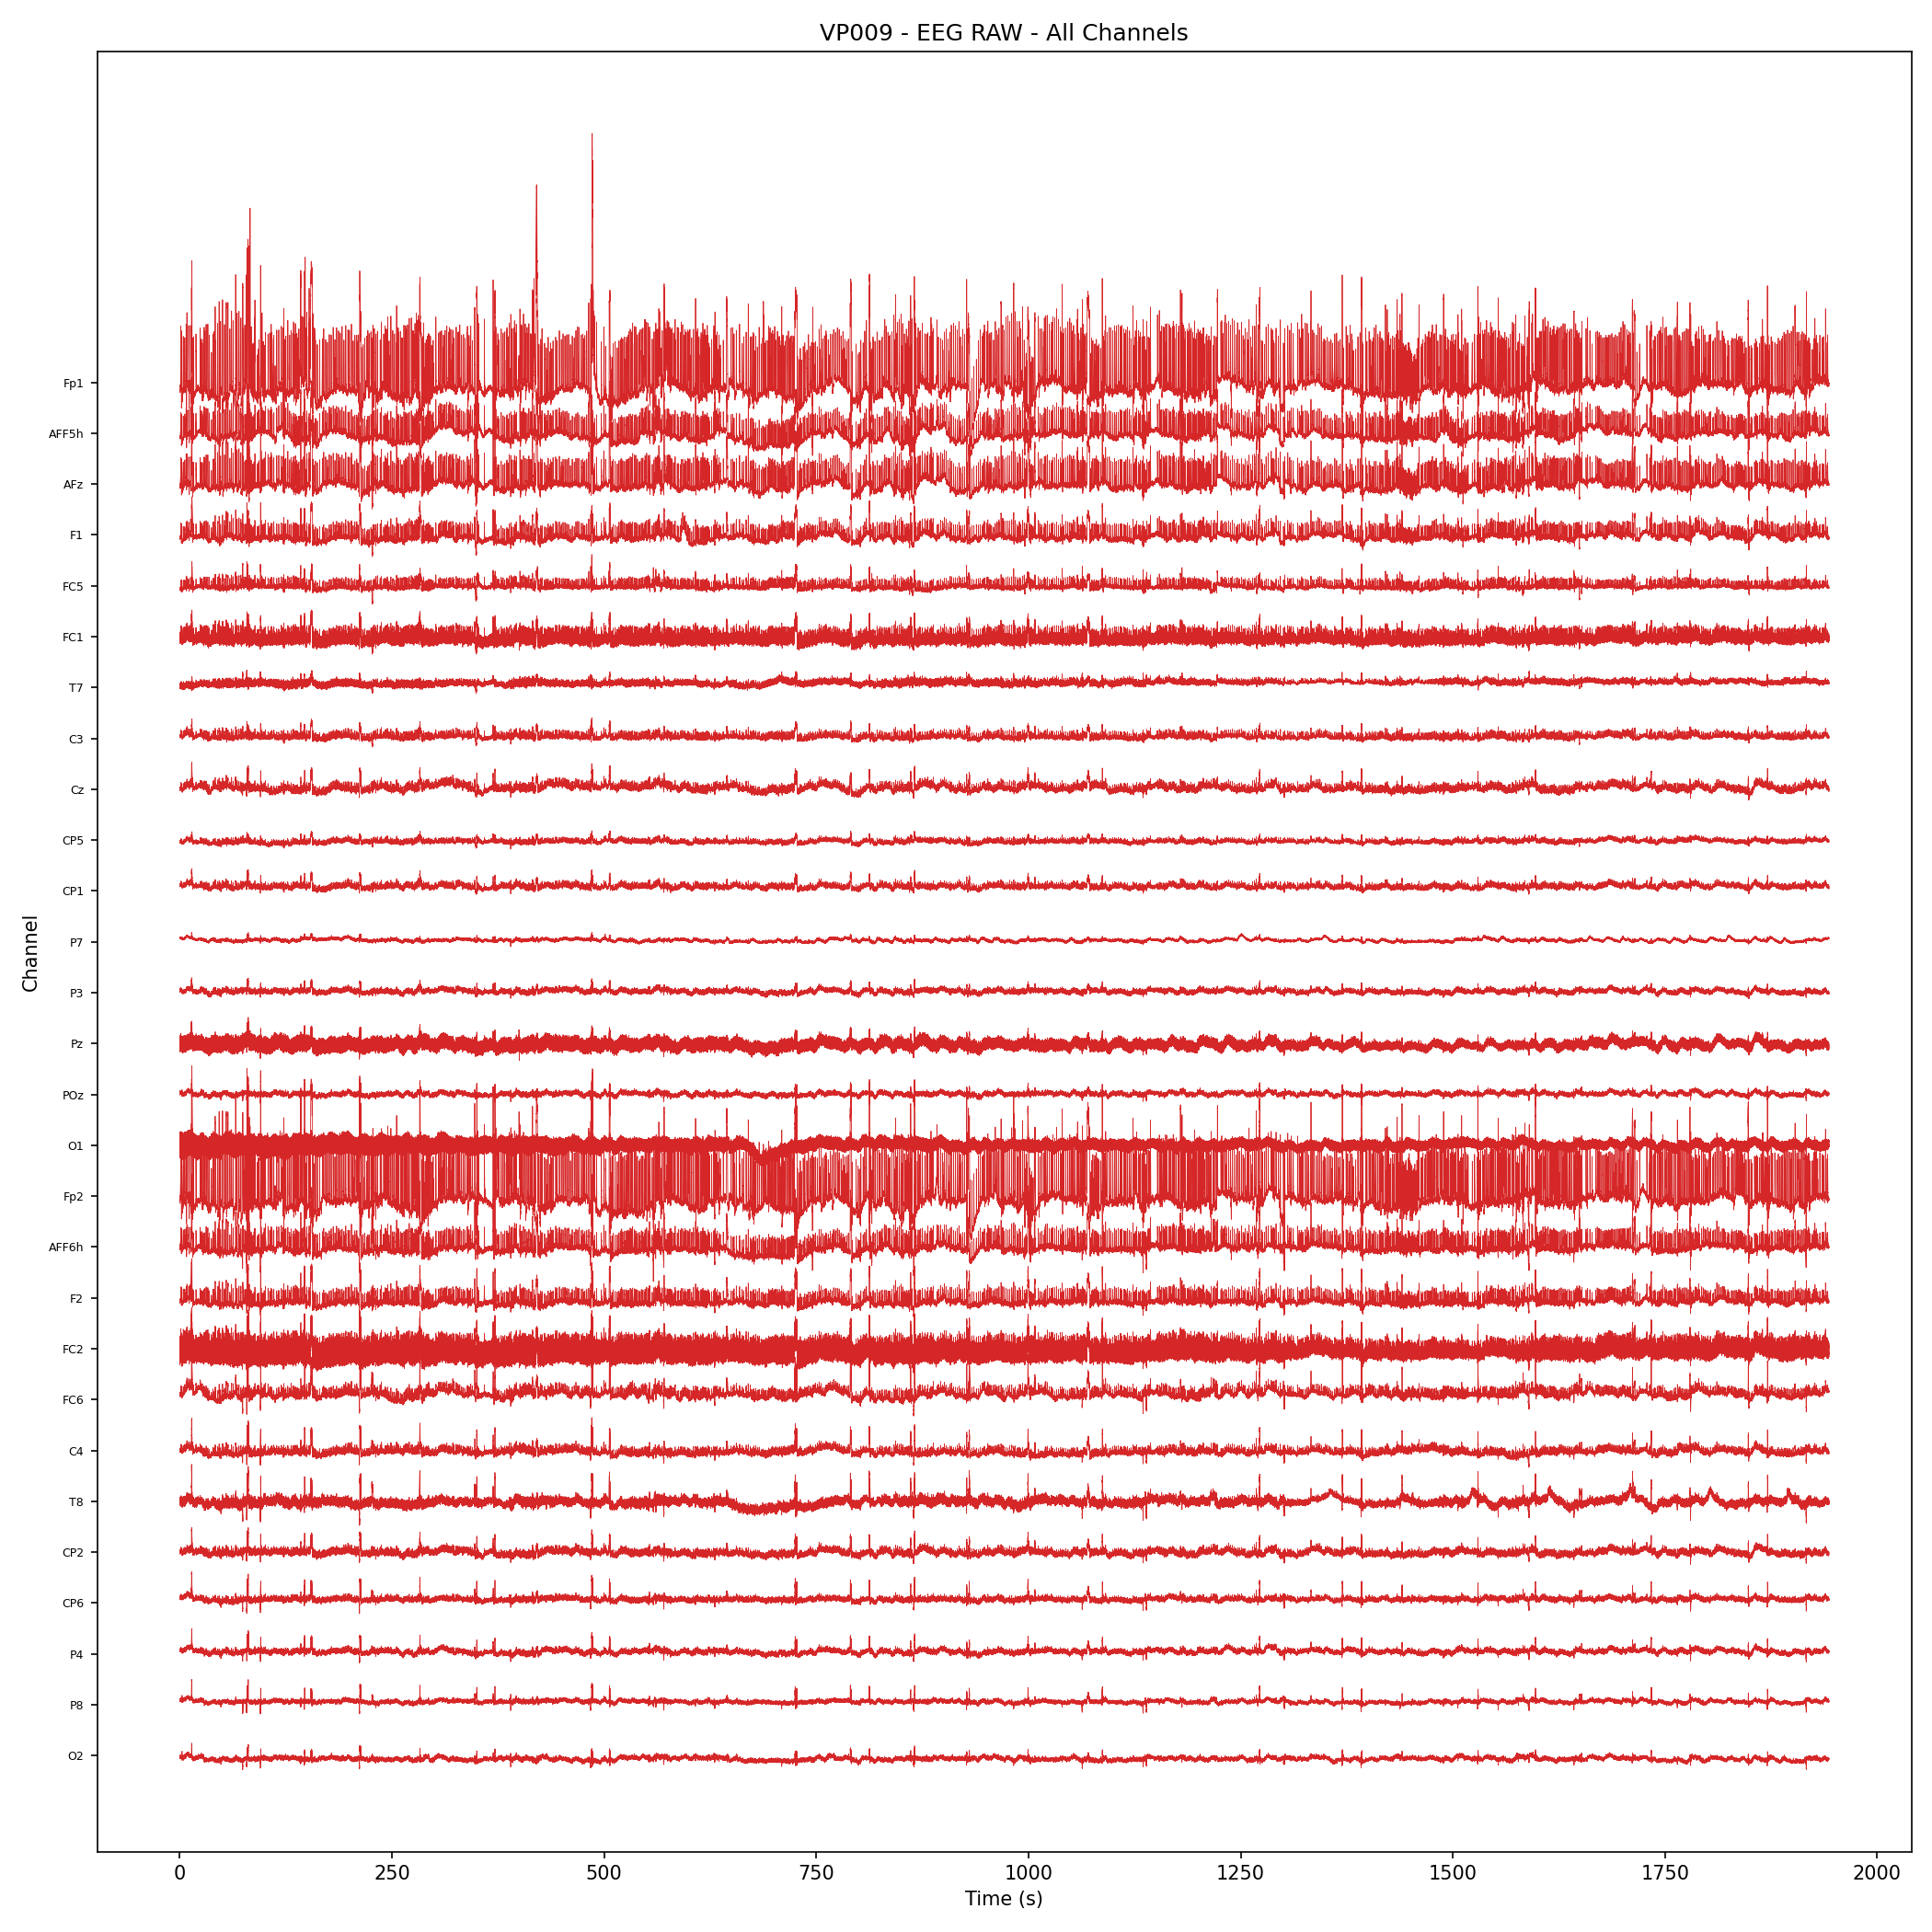 VP009 - EEG RAW - All Channels
Channel
Fp1
AFF5h
AFz
F1
FC5
FC1
T7
C3
Cz
CP5
CP1
P7
P3
Pz
POz
O1
Fp2
AFF6h
F2
FC2
FC6
C4
T8
CP2
CP6
P4
P8
O2
0 250 500 750 1000 1250 1500 1750 2000
Time (s)